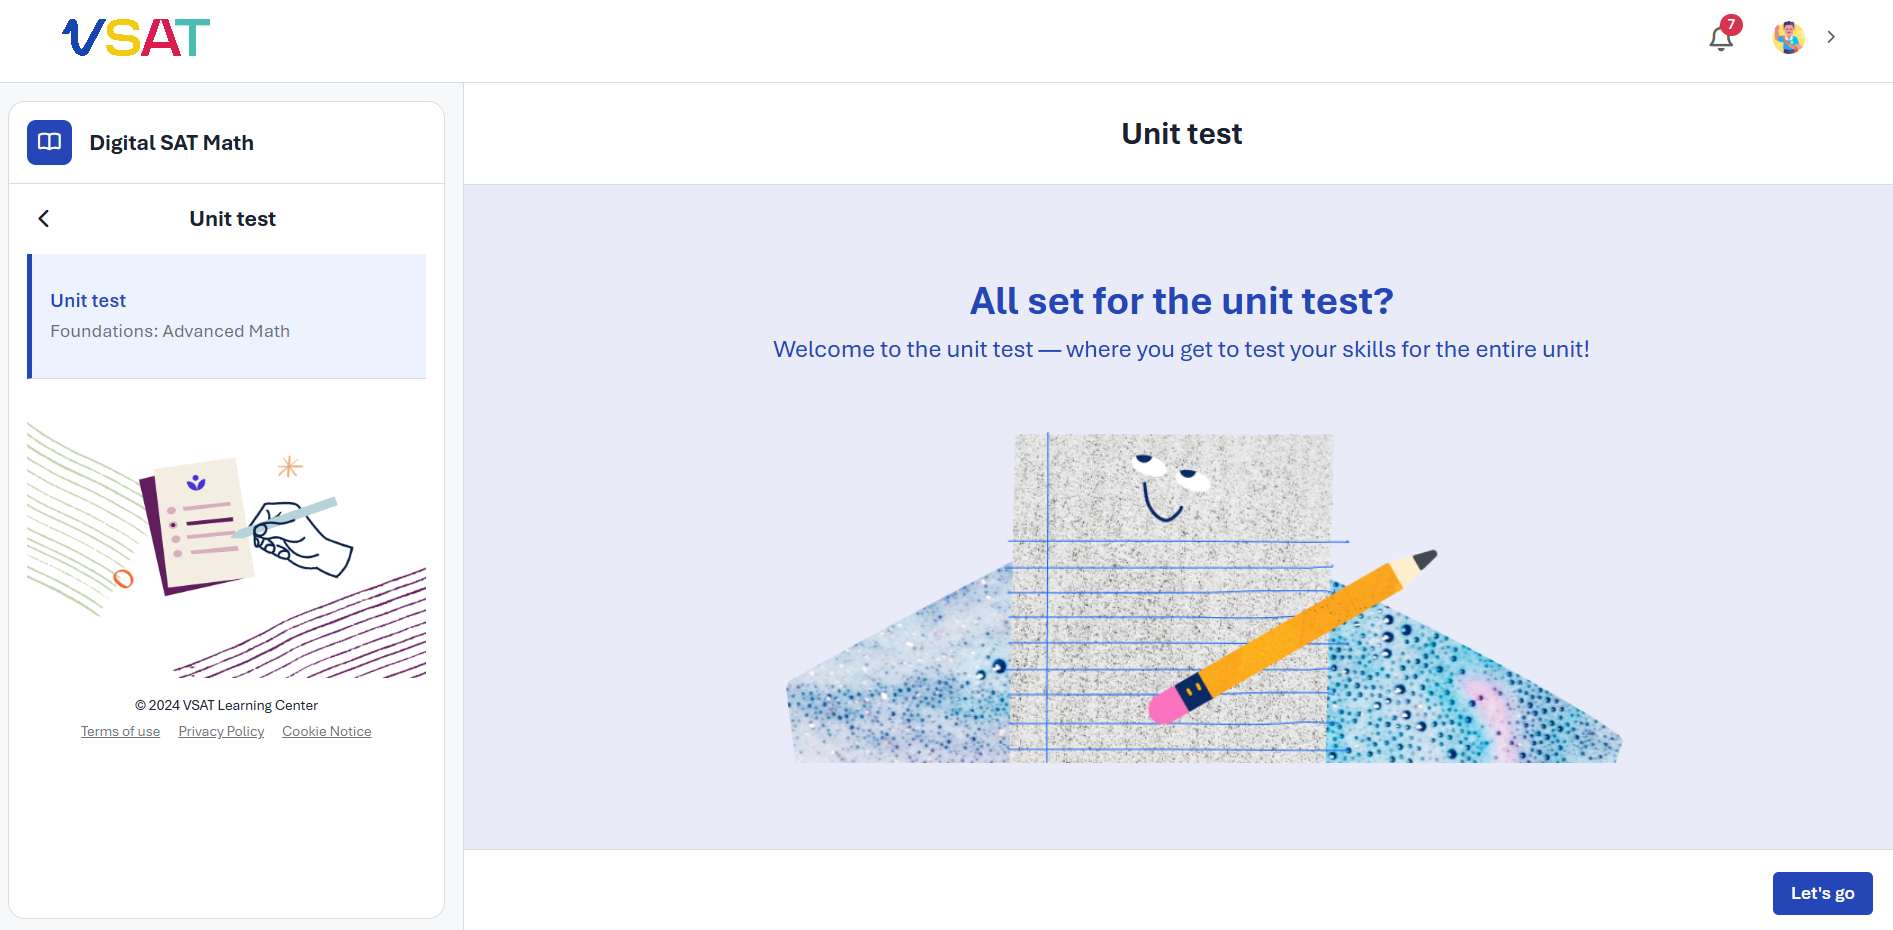 VSAT
7
Digital SAT Math
Unit test
Unit test
Foundations: Advanced Math
© 2024 VSAT Learning Center
Terms of use Privacy Policy Cookie Notice
Unit test
All set for the unit test?
Welcome to the unit test — where you get to test your skills for the entire unit!
Let's go